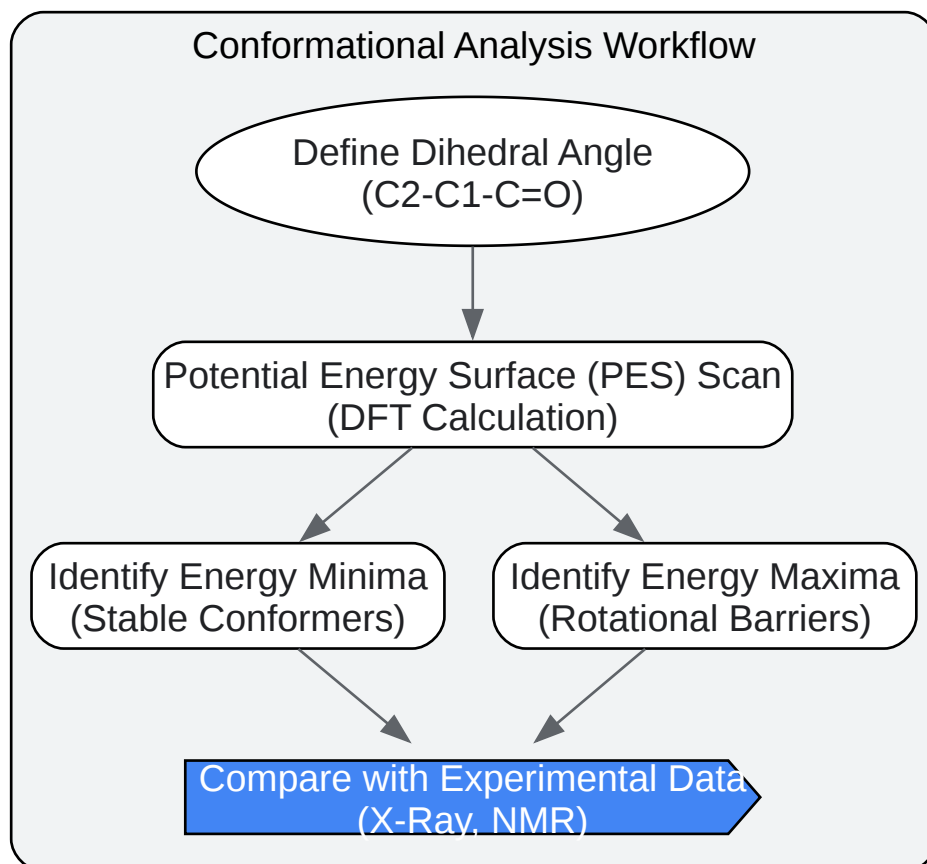 Conformational Analysis Workflow
Define Dihedral Angle
(C2-C1-C=O)
Potential Energy Surface (PES) Scan
(DFT Calculation)
Identify Energy Minima
(Stable Conformers)
Identify Energy Maxima
(Rotational Barriers)
Compare with Experimental Data
(X-Ray, NMR)